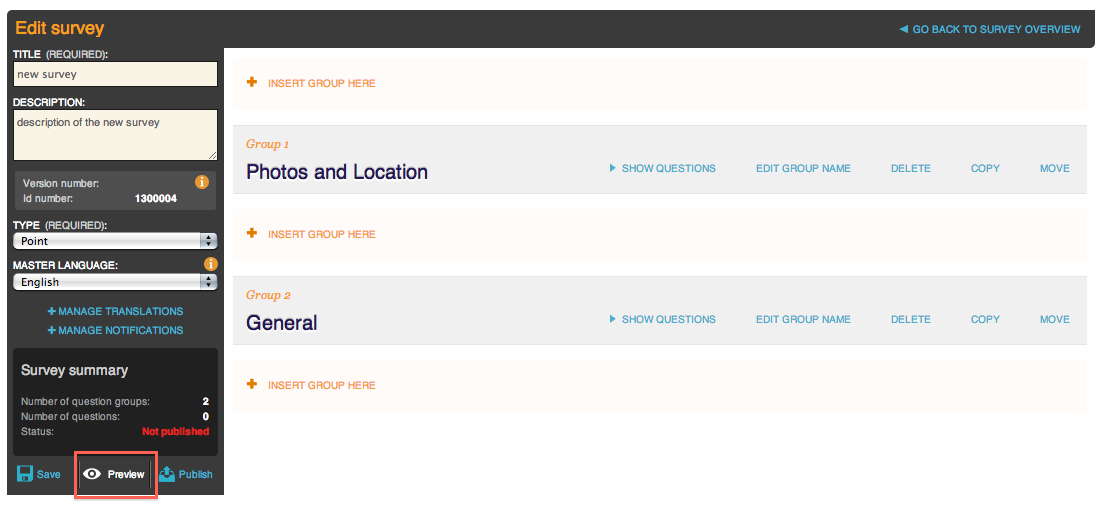 Edit survey
GO BACK TO SURVEY OVERVIEW
TITLE (REQUIRED):
new survey
DESCRIPTION:
description of the new survey
Version number:
Id number: 1300004
TYPE (REQUIRED):
Point
MASTER LANGUAGE:
English
+ MANAGE TRANSLATIONS
+ MANAGE NOTIFICATIONS
Survey summary
Number of question groups: 2
Number of questions: 0
Status: Not published
Save Preview Publish
+ INSERT GROUP HERE
Group 1
Photos and Location SHOW QUESTIONS EDIT GROUP NAME DELETE COPY MOVE
+ INSERT GROUP HERE
Group 2
General SHOW QUESTIONS EDIT GROUP NAME DELETE COPY MOVE
+ INSERT GROUP HERE